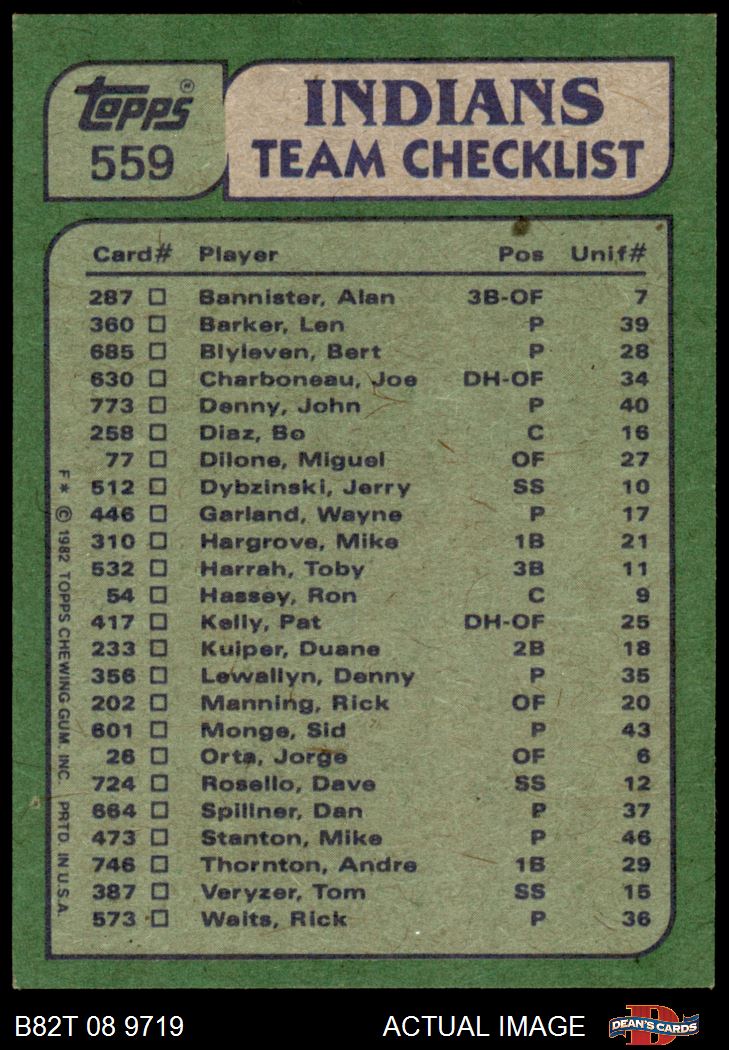 topps®
559
INDIANS
TEAM CHECKLIST
Card# Player Pos Unif#
287 Bannister, Alan 3B-OF 7
360 Barker, Len P 39
685 Blyleven, Bert P 28
630 Charboneau, Joe DH-OF 34
773 Denny, John P 40
258 Diaz, Bo C 16
77 Dilone, Miguel OF 27
512 Dybzinski, Jerry SS 10
446 Garland, Wayne P 17
310 Hargrove, Mike 1B 21
532 Harrah, Toby 3B 11
54 Hassey, Ron C 9
417 Kelly, Pat DH-OF 25
233 Kuiper, Duane 2B 18
356 Lewallyn, Denny P 35
202 Manning, Rick OF 20
601 Monge, Sid P 43
26 Orta, Jorge OF 6
724 Rosello, Dave SS 12
664 Spillner, Dan P 37
473 Stanton, Mike P 46
746 Thornton, Andre 1B 29
387 Veryzer, Tom SS 15
573 Waits, Rick P 36
F* © 1982 TOPPS CHEWING GUM, INC. PRTD. IN U.S.A.
B82T 08 9719 ACTUAL IMAGE
D
DEAN'S CARDS